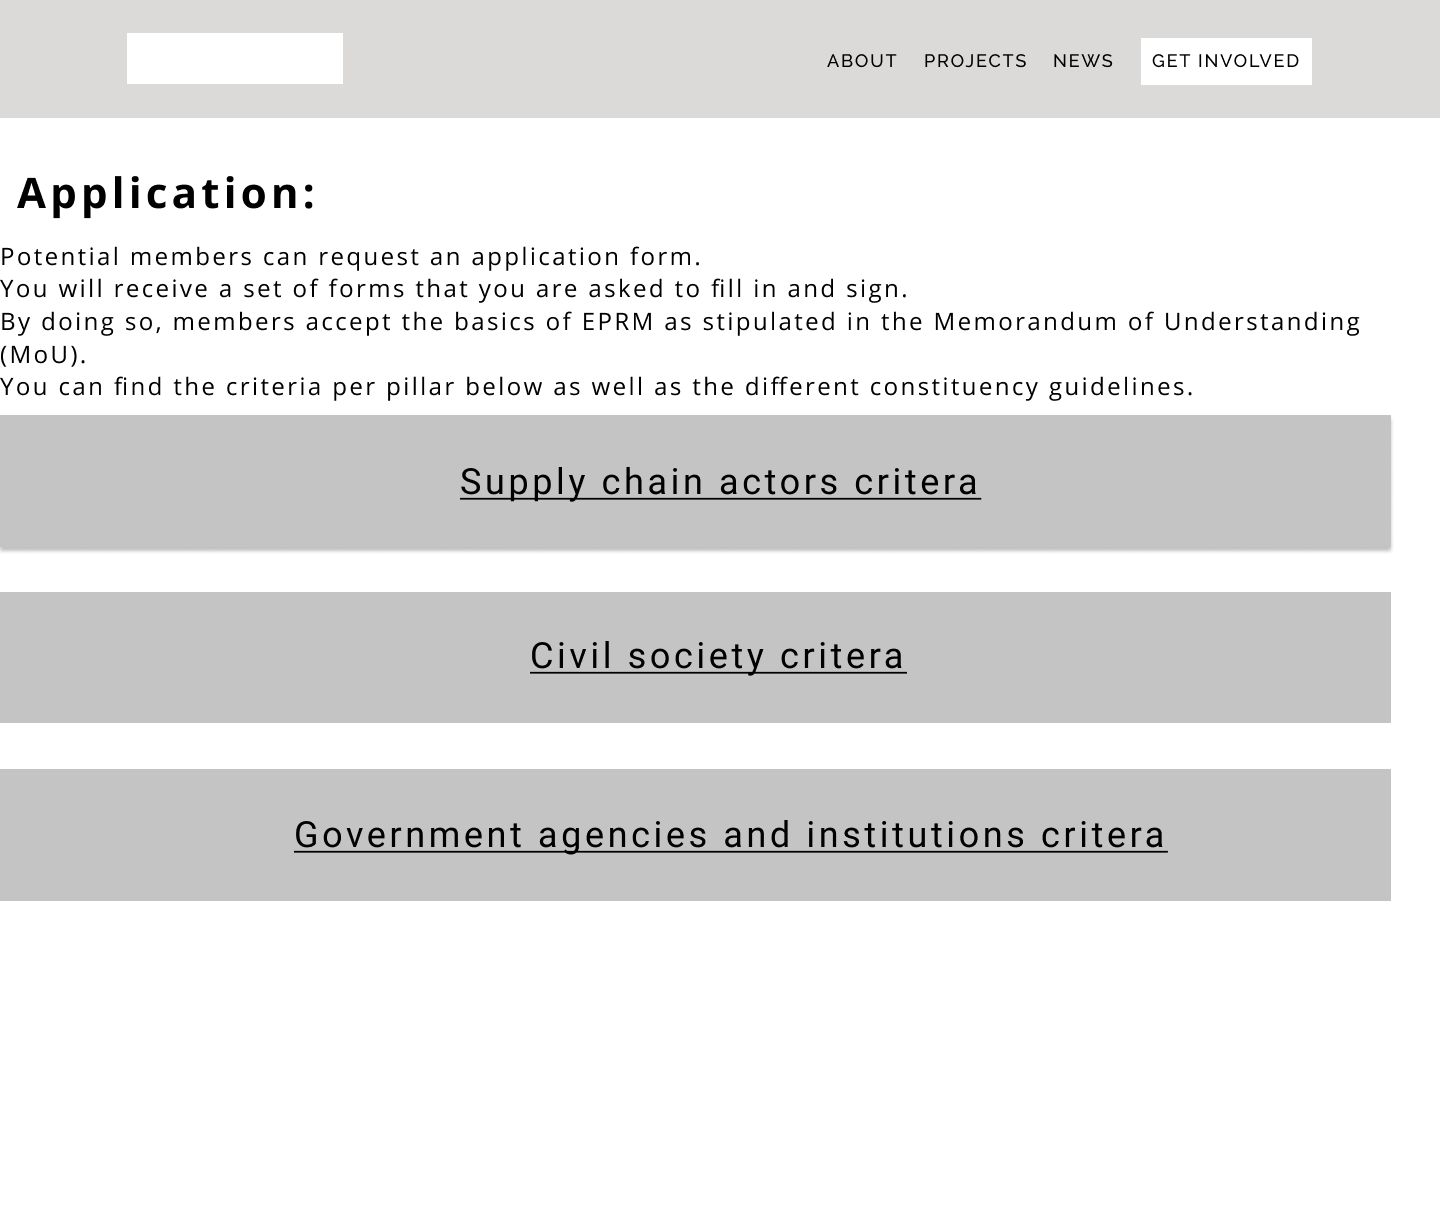 ABOUT PROJECTS NEWS GET INVOLVED
Application:
Potential members can request an application form.
You will receive a set of forms that you are asked to fill in and sign.
By doing so, members accept the basics of EPRM as stipulated in the Memorandum of Understanding
(MoU).
You can find the criteria per pillar below as well as the different constituency guidelines.
Supply chain actors critera
Civil society critera
Government agencies and institutions critera